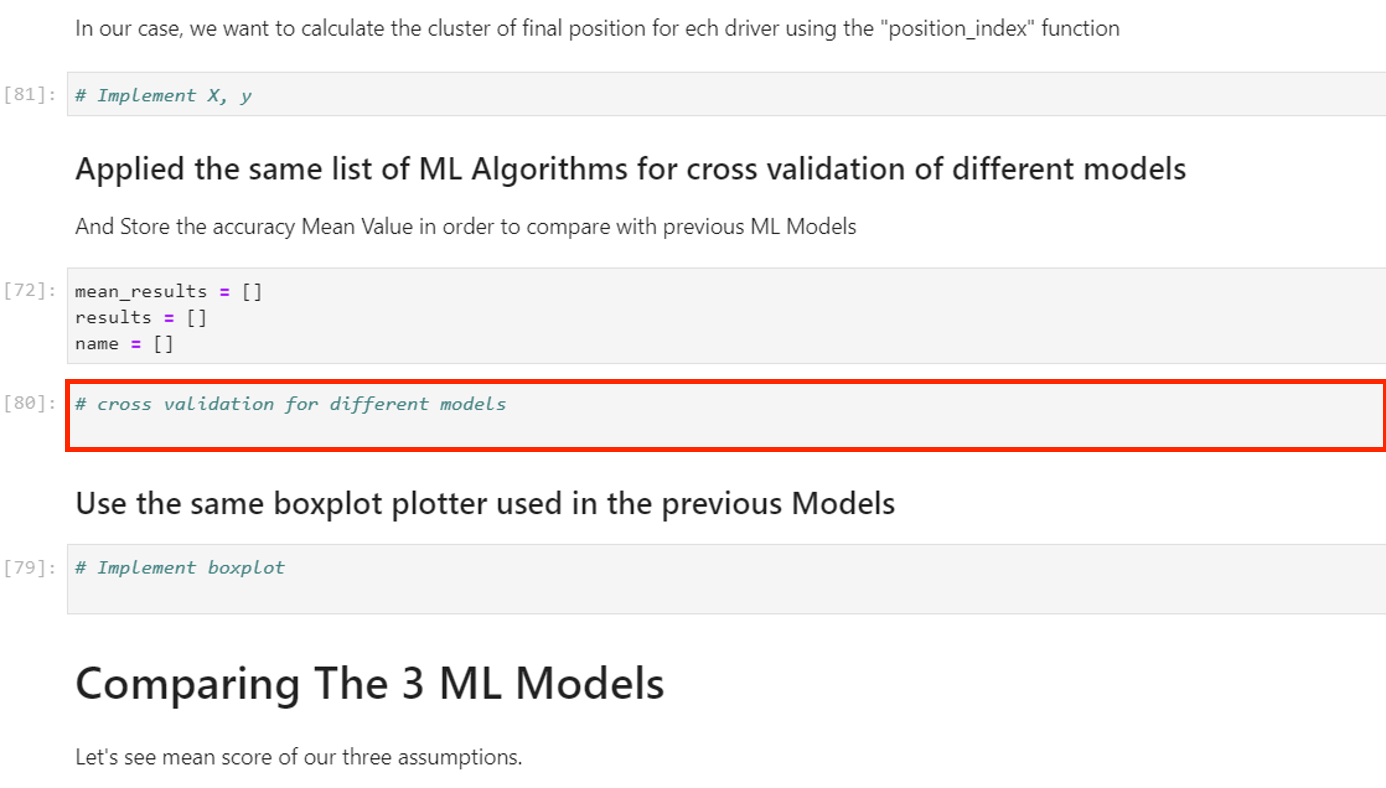 In our case, we want to calculate the cluster of final position for ech driver using the "position_index" function
[81]: # Implement X, y
Applied the same list of ML Algorithms for cross validation of different models
And Store the accuracy Mean Value in order to compare with previous ML Models
[72]: mean_results = []
results = []
name = []
[80]: # cross validation for different models
Use the same boxplot plotter used in the previous Models
[79]: # Implement boxplot
Comparing The 3 ML Models
Let's see mean score of our three assumptions.